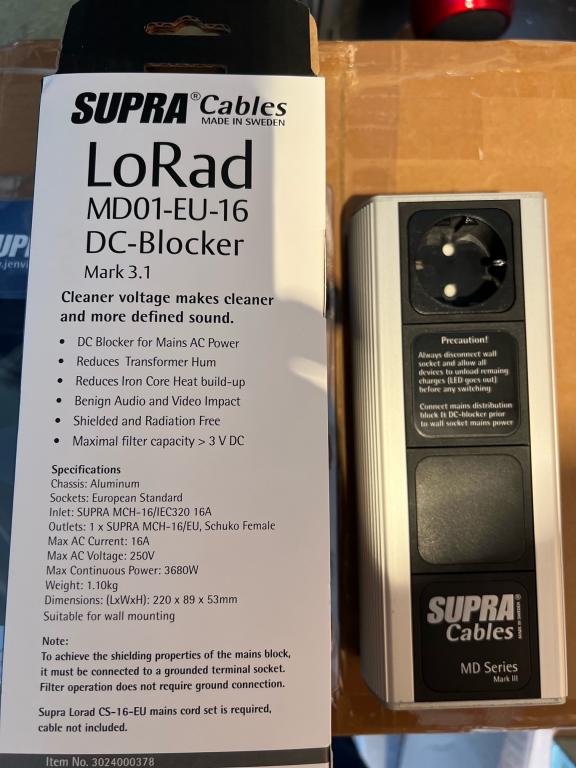 SUPRA® Cables
MADE IN SWEDEN
LoRad
MD01-EU-16
DC-Blocker
Mark 3.1
Cleaner voltage makes cleaner
and more defined sound.
• DC Blocker for Mains AC Power
• Reduces Transformer Hum
• Reduces Iron Core Heat build-up
• Benign Audio and Video Impact
• Shielded and Radiation Free
• Maximal filter capacity > 3 V DC
Specifications
Chassis: Aluminum
Sockets: European Standard
Inlet: SUPRA MCH-16/IEC320 16A
Outlets: 1 x SUPRA MCH-16/EU, Schuko Female
Max AC Current: 16A
Max AC Voltage: 250V
Max Continuous Power: 3680W
Weight: 1.10kg
Dimensions: (LxWxH): 220 x 89 x 53mm
Suitable for wall mounting
Note:
To achieve the shielding properties of the mains block,
it must be connected to a grounded terminal socket.
Filter operation does not require ground connection.
Supra Lorad CS-16-EU mains cord set is required,
cable not included.
Item No. 3024000378
Precaution!
Always disconnect wall
socket and allow all
devices to unload remaing
charges (LED goes out)
before any switching
Connect mains distribution
block ft DC-blocker prior
to wall socket mains power
SUPRA®
Cables
MADE IN SWEDEN
MD Series
Mark III